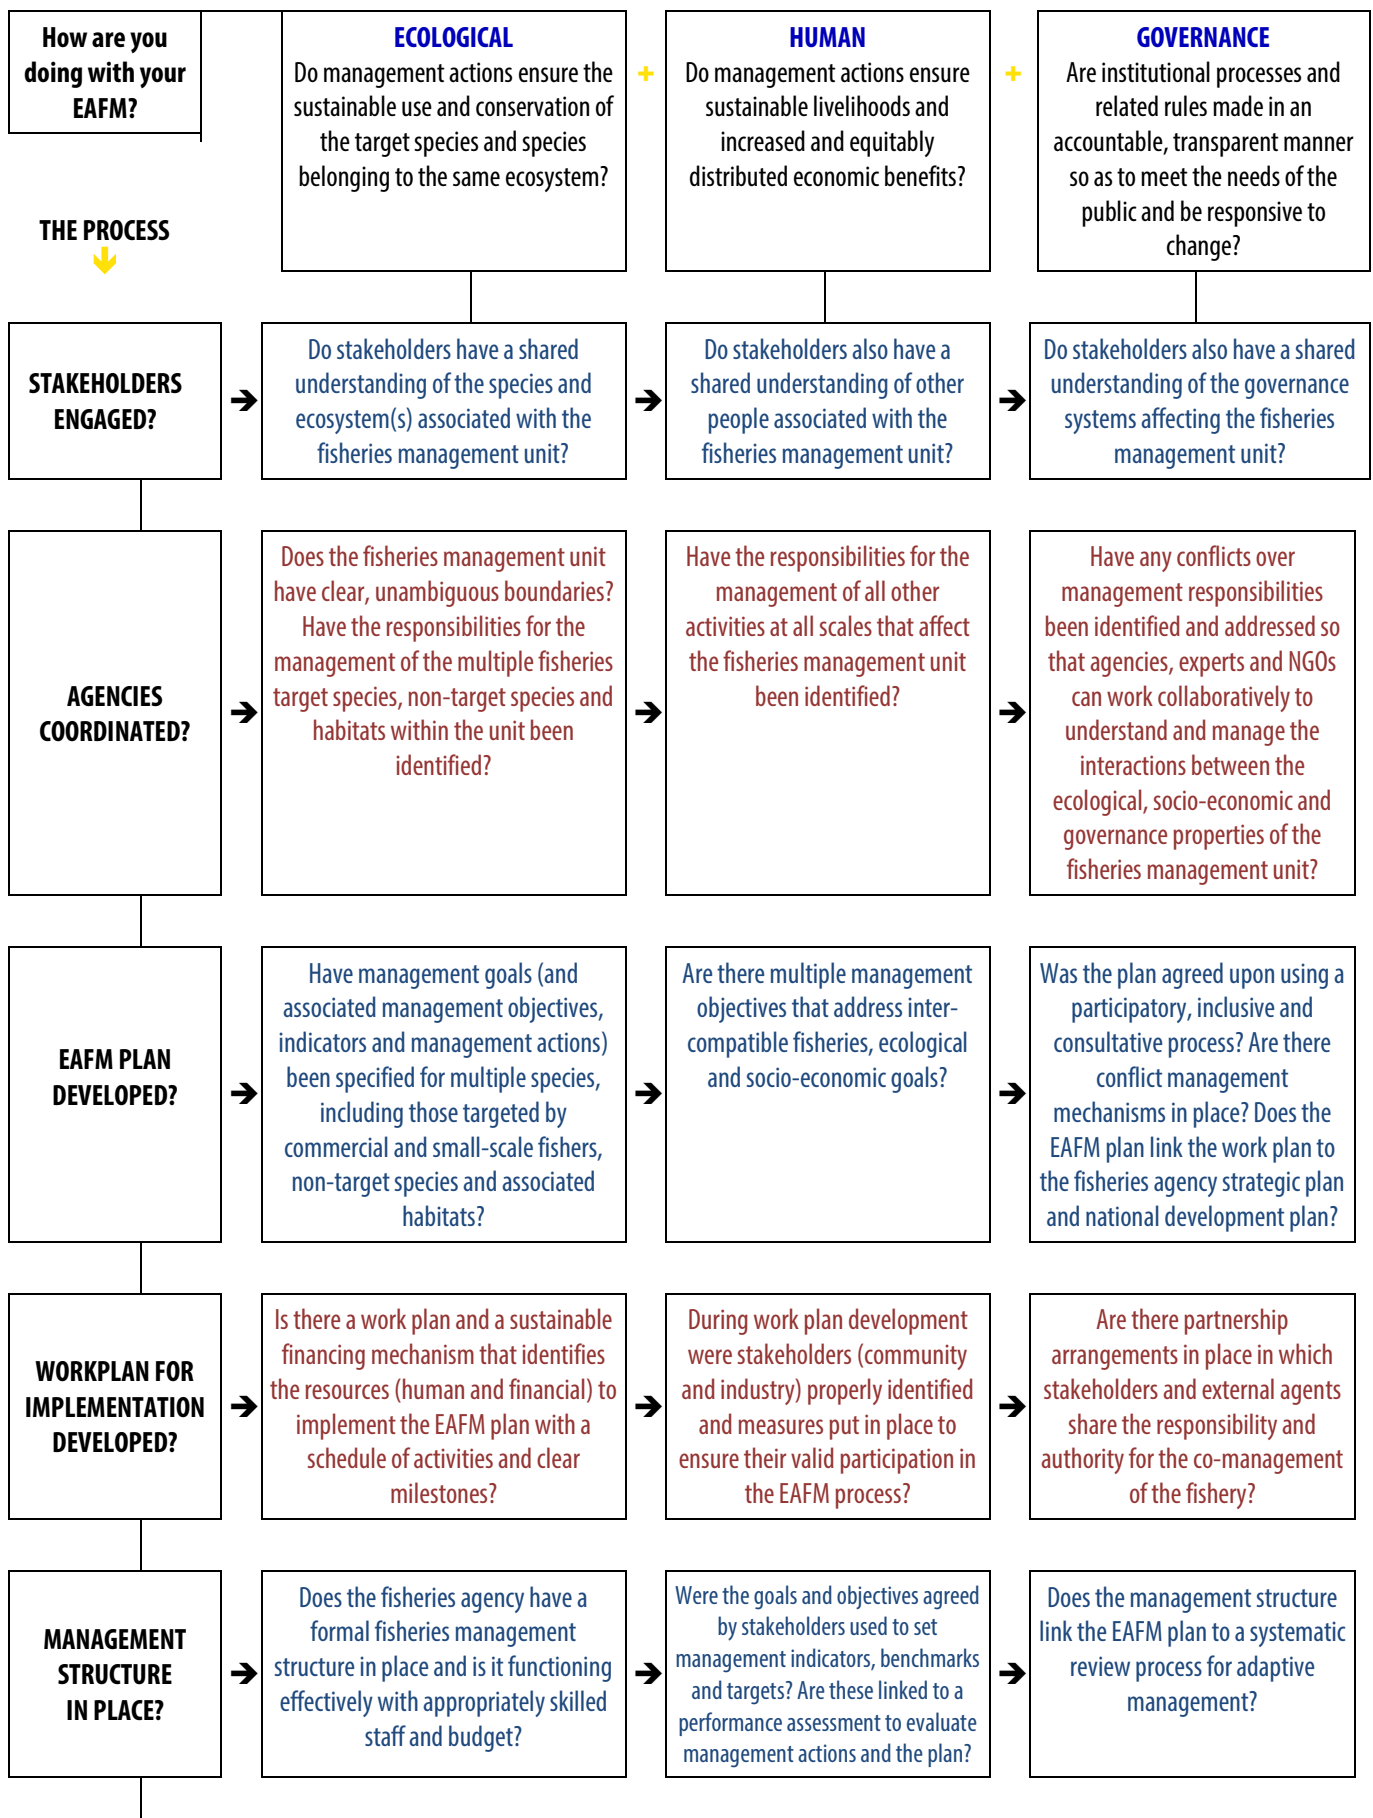 How are you
doing with your
EAFM?
ECOLOGICAL
Do management actions ensure the
sustainable use and conservation of
the target species and species
belonging to the same ecosystem?
+
HUMAN
Do management actions ensure
sustainable livelihoods and
increased and equitably
distributed economic benefits?
+
GOVERNANCE
Are institutional processes and
related rules made in an
accountable, transparent manner
so as to meet the needs of the
public and be responsive to
change?
THE PROCESS
STAKEHOLDERS
ENGAGED?
Do stakeholders have a shared
understanding of the species and
ecosystem(s) associated with the
fisheries management unit?
Do stakeholders also have a
shared understanding of other
people associated with the
fisheries management unit?
Do stakeholders also have a shared
understanding of the governance
systems affecting the fisheries
management unit?
AGENCIES
COORDINATED?
Does the fisheries management unit
have clear, unambiguous boundaries?
Have the responsibilities for the
management of the multiple fisheries
target species, non-target species and
habitats within the unit been
identified?
Have the responsibilities for the
management of all other
activities at all scales that affect
the fisheries management unit
been identified?
Have any conflicts over
management responsibilities
been identified and addressed so
that agencies, experts and NGOs
can work collaboratively to
understand and manage the
interactions between the
ecological, socio-economic and
governance properties of the
fisheries management unit?
EAFM PLAN
DEVELOPED?
Have management goals (and
associated management objectives,
indicators and management actions)
been specified for multiple species,
including those targeted by
commercial and small-scale fishers,
non-target species and associated
habitats?
Are there multiple management
objectives that address inter-
compatible fisheries, ecological
and socio-economic goals?
Was the plan agreed upon using a
participatory, inclusive and
consultative process? Are there
conflict management
mechanisms in place? Does the
EAFM plan link the work plan to
the fisheries agency strategic plan
and national development plan?
WORKPLAN FOR
IMPLEMENTATION
DEVELOPED?
Is there a work plan and a sustainable
financing mechanism that identifies
the resources (human and financial) to
implement the EAFM plan with a
schedule of activities and clear
milestones?
During work plan development
were stakeholders (community
and industry) properly identified
and measures put in place to
ensure their valid participation in
the EAFM process?
Are there partnership
arrangements in place in which
stakeholders and external agents
share the responsibility and
authority for the co-management
of the fishery?
MANAGEMENT
STRUCTURE
IN PLACE?
Does the fisheries agency have a
formal fisheries management
structure in place and is it functioning
effectively with appropriately skilled
staff and budget?
Were the goals and objectives agreed
by stakeholders used to set
management indicators, benchmarks
and targets? Are these linked to a
performance assessment to evaluate
management actions and the plan?
Does the management structure
link the EAFM plan to a systematic
review process for adaptive
management?